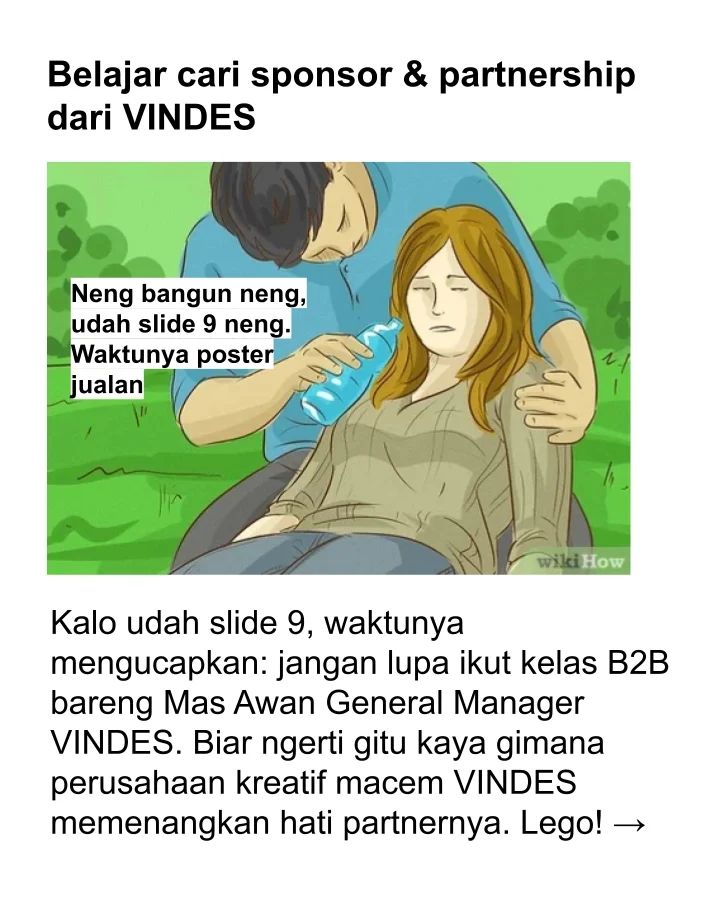 Belajar cari sponsor & partnership
dari VINDES
Neng bangun neng,
udah slide 9 neng.
Waktunya poster
jualan
wikiHow
Kalo udah slide 9, waktunya
mengucapkan: jangan lupa ikut kelas B2B
bareng Mas Awan General Manager
VINDES. Biar ngerti gitu kaya gimana
perusahaan kreatif macem VINDES
memenangkan hati partnernya. Lego! →